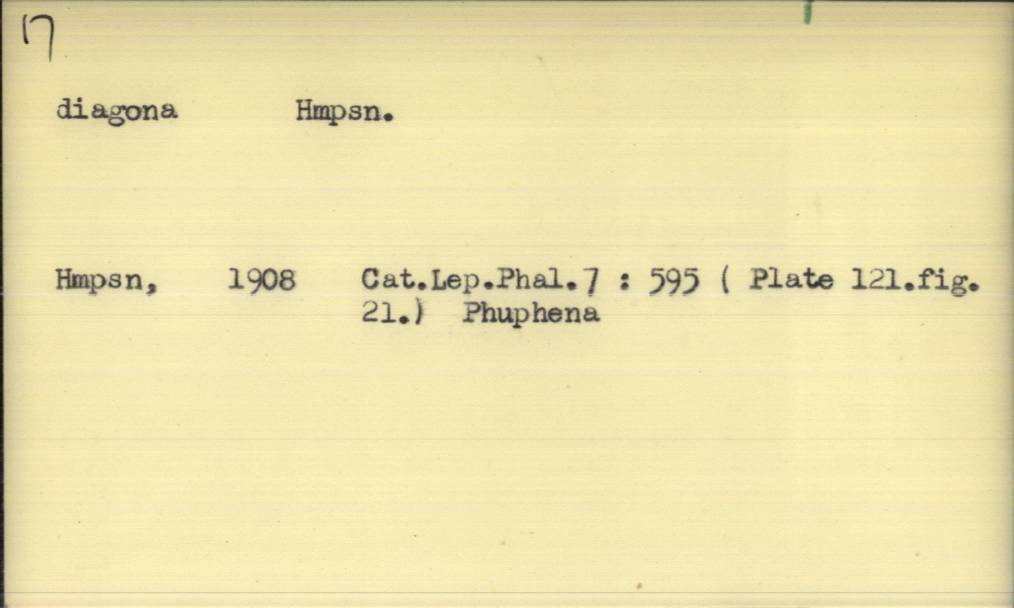 17
diagona Hmpsn.
Hmpsn, 1908 Cat.Lep.Phal.7 : 595 ( Plate 121.fig.
21.) Phuphena